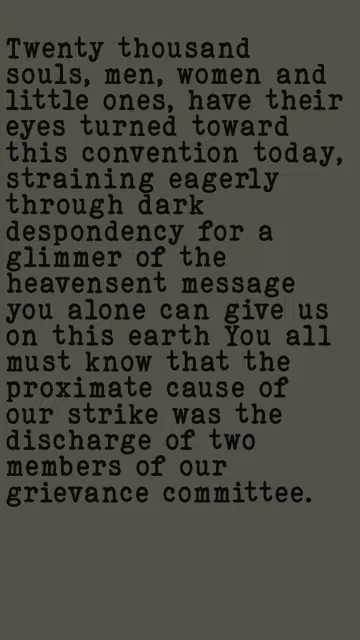 Twenty thousand
souls, men, women and
little ones, have their
eyes turned toward
this convention today,
straining eagerly
through dark
despondency for a
glimmer of the
heavensent message
you alone can give us
on this earth You all
must know that the
proximate cause of
our strike was the
discharge of two
members of our
grievance committee.